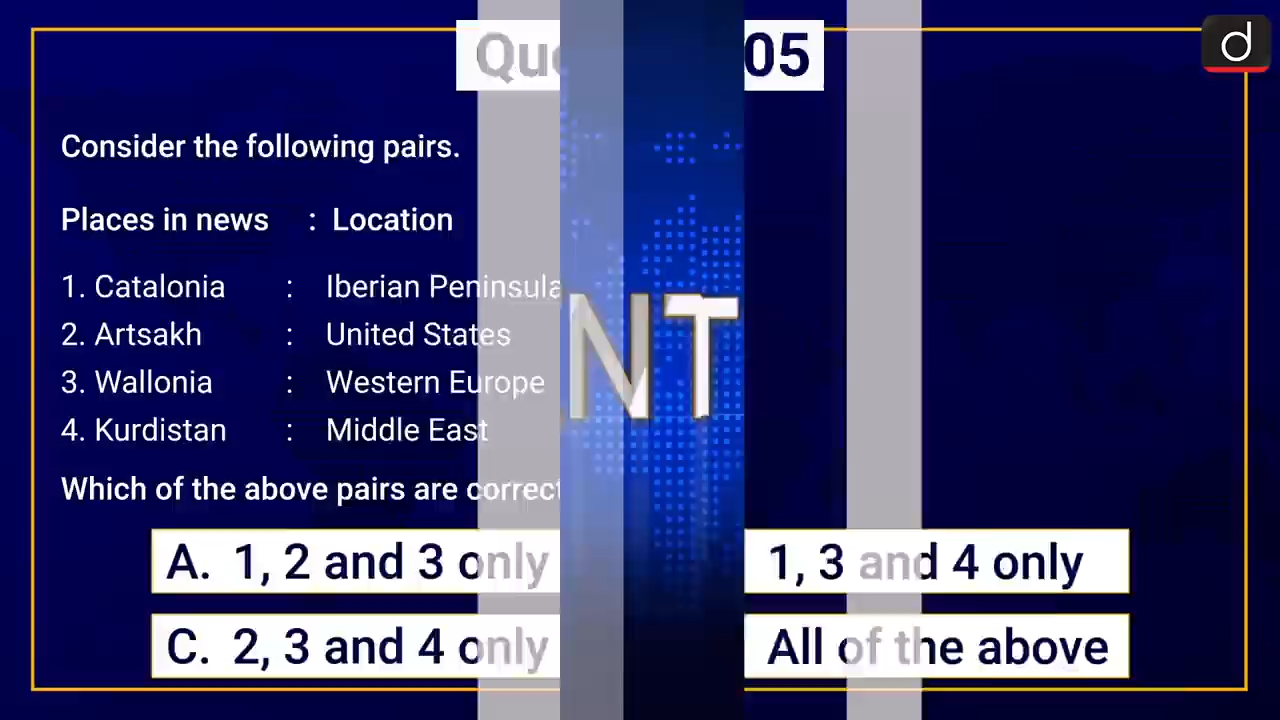 Que 05
d
Consider the following pairs.
Places in news : Location
1. Catalonia : Iberian Peninsula
2. Artsakh : United States
3. Wallonia : Western Europe
4. Kurdistan : Middle East
NT
Which of the above pairs are correct
A. 1, 2 and 3 only
1, 3 and 4 only
C. 2, 3 and 4 only
All of the above